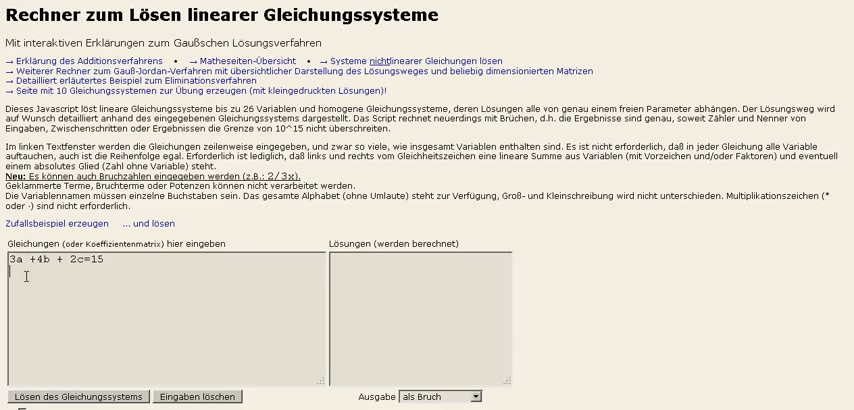 Rechner zum Lösen linearer Gleichungssysteme
Mit interaktiven Erklärungen zum Gaußschen Lösungsverfahren
→ Erklärung des Additionsverfahrens • → Matheseiten-Übersicht • → Systeme nichtlinearer Gleichungen lösen
→ Weiterer Rechner zum Gauß-Jordan-Verfahren mit übersichtlicher Darstellung des Lösungsweges und beliebig dimensionierten Matrizen
→ Detailliert erläutertes Beispiel zum Eliminationsverfahren
→ Seite mit 10 Gleichungssystemen zur Übung erzeugen (mit kleingedruckten Lösungen)!
Dieses Javascript löst lineare Gleichungssysteme bis zu 26 Variablen und homogene Gleichungssysteme, deren Lösungen alle von genau einem freien Parameter abhängen. Der Lösungsweg wird
auf Wunsch detailliert anhand des eingegebenen Gleichungssystems dargestellt. Das Script rechnet neuerdings mit Brüchen, d.h. die Ergebnisse sind genau, soweit Zähler und Nenner von
Eingaben, Zwischenschritten oder Ergebnissen die Grenze von 10^15 nicht überschreiten.
Im linken Textfenster werden die Gleichungen zeilenweise eingegeben, und zwar so viele, wie insgesamt Variablen enthalten sind. Es ist nicht erforderlich, daß in jeder Gleichung alle Variable
auftauchen, auch ist die Reihenfolge egal. Erforderlich ist lediglich, daß links und rechts vom Gleichheitszeichen eine lineare Summe aus Variablen (mit Vorzeichen und/oder Faktoren) und eventuell
einem absolutes Glied (Zahl ohne Variable) steht.
Neu: Es können auch Bruchzahlen eingegeben werden (z.B.: 2/3x).
Geklammerte Terme, Bruchterme oder Potenzen können nicht verarbeitet werden.
Die Variablennamen müssen einzelne Buchstaben sein. Das gesamte Alphabet (ohne Umlaute) steht zur Verfügung, Groß- und Kleinschreibung wird nicht unterschieden. Multiplikationszeichen (*
oder ·) sind nicht erforderlich.
Zufallsbeispiel erzeugen ... und lösen
Gleichungen (oder Koeffizientenmatrix) hier eingeben Lösungen (werden berechnet)
3a +4b + 2c=15
Lösen des Gleichungssystems Eingaben löschen Ausgabe als Bruch